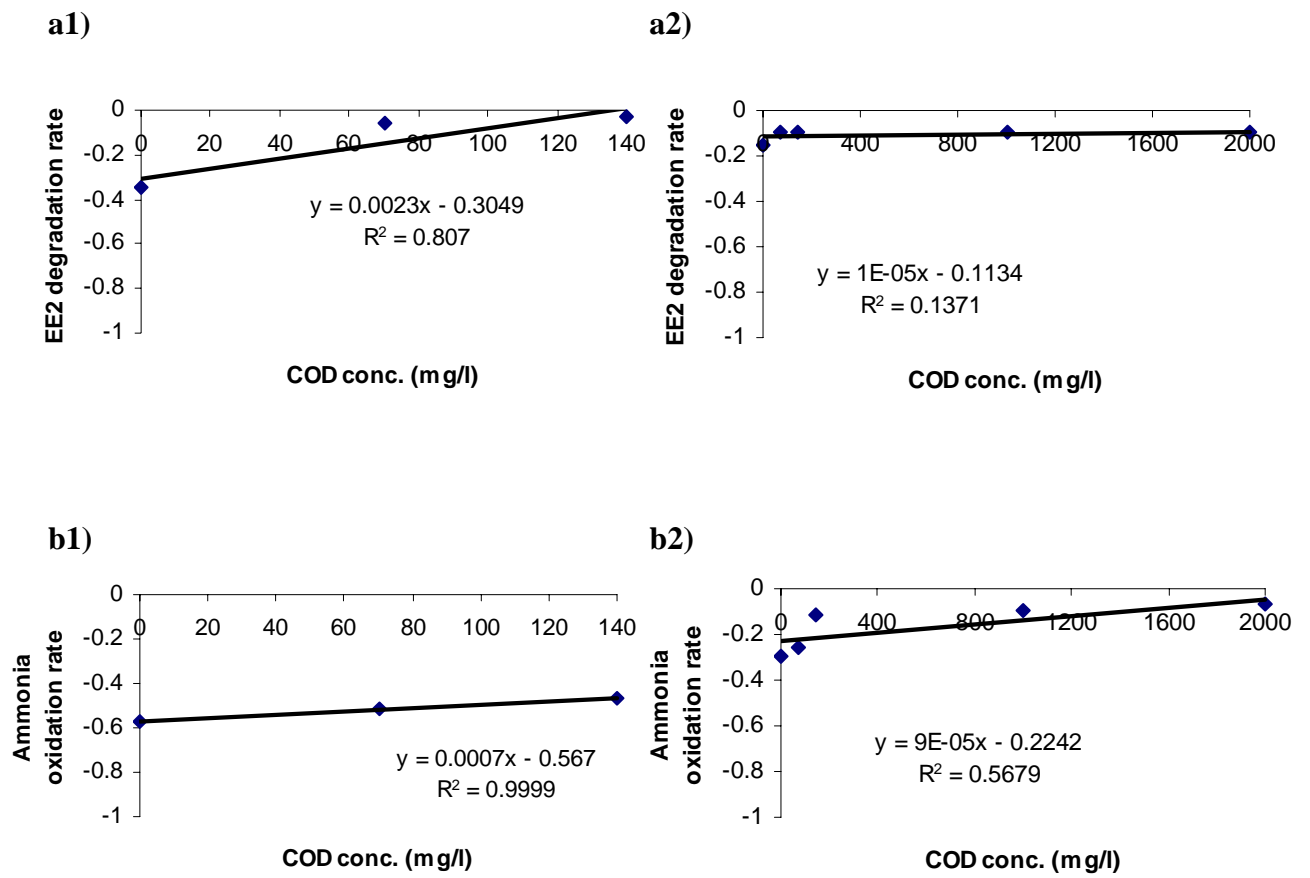 a1)
0
-0.2
-0.4
-0.6
-0.8
-1
0 20 40 60 80 100 120 140
EE2 degradation rate
y = 0.0023x - 0.3049
R² = 0.807
COD conc. (mg/l)
a2)
0
-0.2
-0.4
-0.6
-0.8
-1
0 400 800 1200 1600 2000
EE2 degradation rate
y = 1E-05x - 0.1134
R² = 0.1371
COD conc. (mg/l)
b1)
0
-0.2
-0.4
-0.6
-0.8
-1
0 20 40 60 80 100 120 140
Ammonia
oxidation rate
y = 0.0007x - 0.567
R² = 0.9999
COD conc. (mg/l)
b2)
0
-0.2
-0.4
-0.6
-0.8
-1
0 400 800 1200 1600 2000
Ammonia
oxidation rate
y = 9E-05x - 0.2242
R² = 0.5679
COD conc. (mg/l)